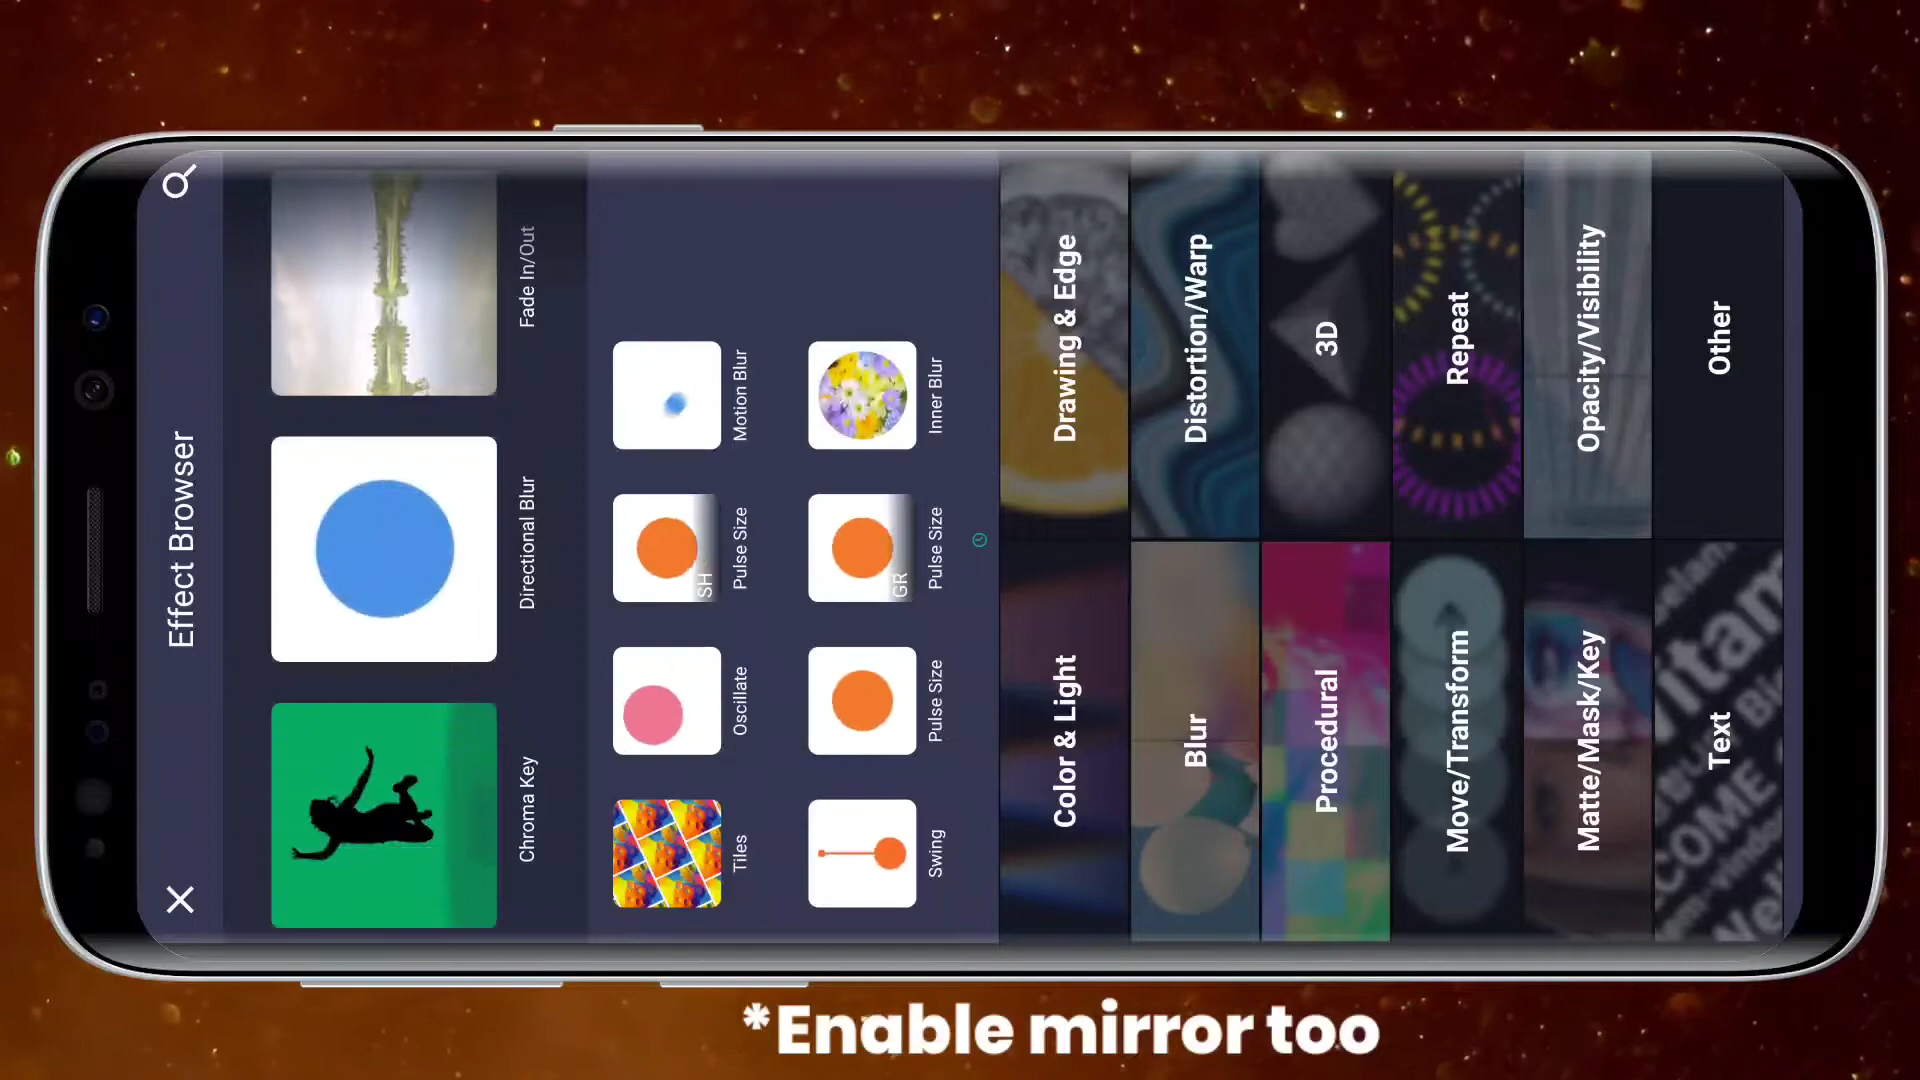 Effect Browser
Chroma Key
Directional Blur
Fade In/Out
Tiles
Oscillate
SH
Pulse Size
Motion Blur
Swing
Pulse Size
GR
Pulse Size
Inner Blur
Color & Light
Drawing & Edge
Blur
Distortion/Warp
Procedural
3D
Move/Transform
Repeat
Matte/Mask/Key
Opacity/Visibility
Text
Other
*Enable mirror too